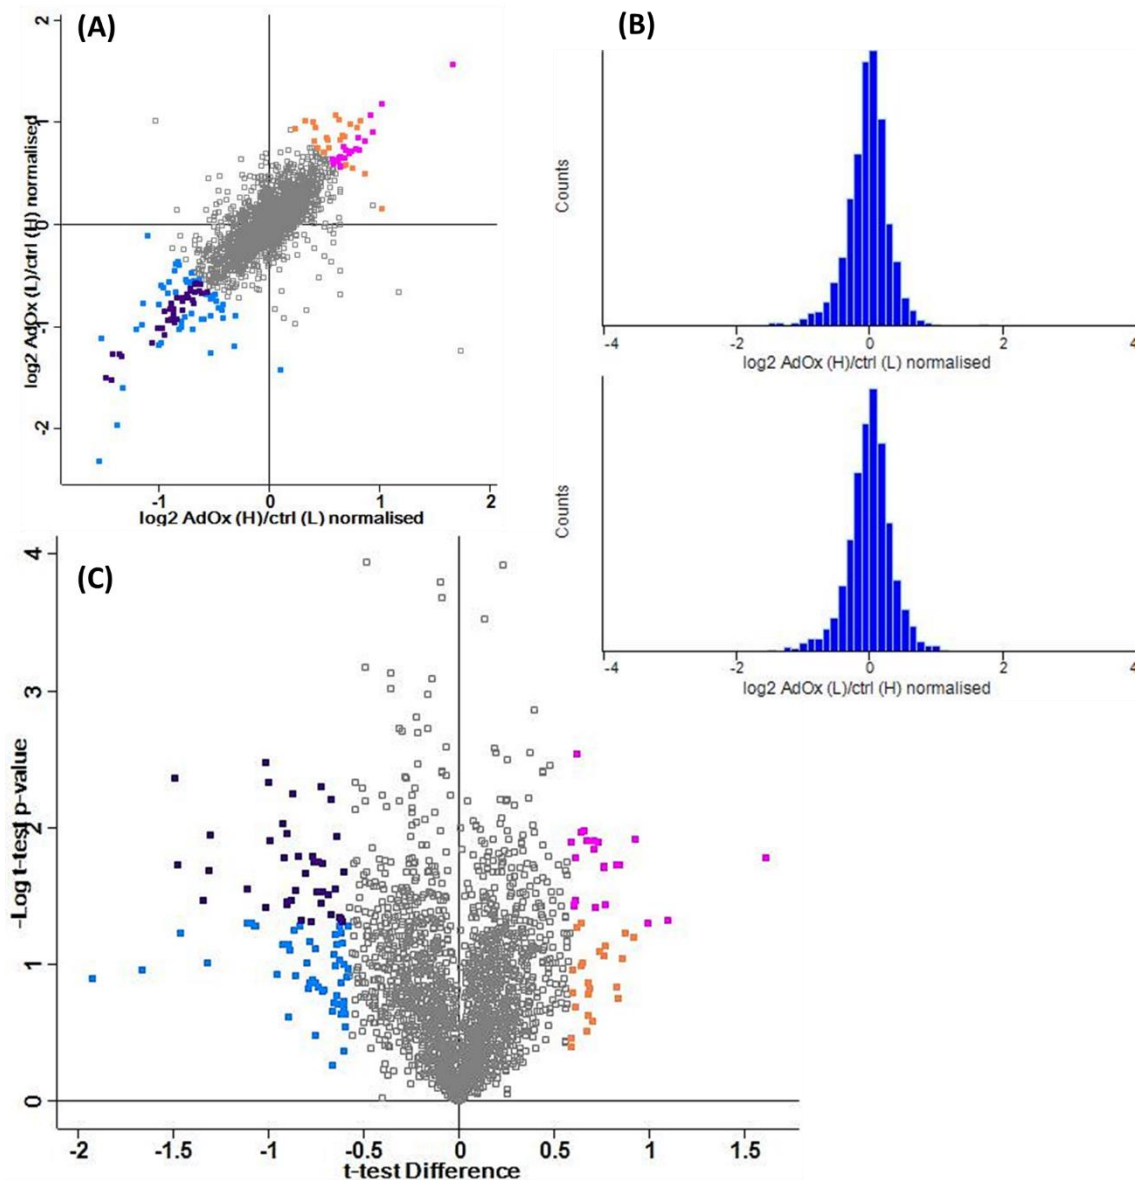 (A)
2
1
0
-1
-2
log2 AdOx (L)/ctrl (H) normalised
-1
0
1
2
log2 AdOx (H)/ctrl (L) normalised
(B)
Counts
-4
-2
0
2
4
log2 AdOx (H)/ctrl (L) normalised
Counts
-4
-2
0
2
4
log2 AdOx (L)/ctrl (H) normalised
(C)
4
3
2
1
0
-Log t-test p-value
-2
-1.5
-1
-0.5
0
0.5
1
1.5
t-test Difference